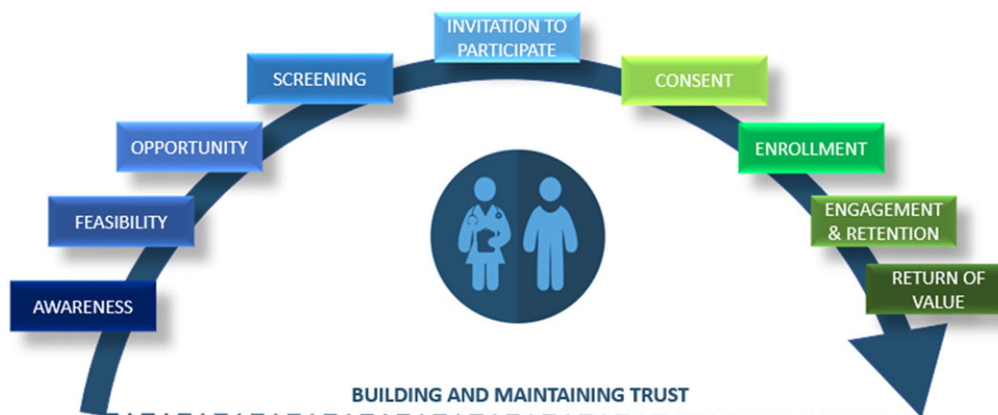 AWARENESS
FEASIBILITY
OPPORTUNITY
SCREENING
INVITATION TO
PARTICIPATE
CONSENT
ENROLLMENT
ENGAGEMENT
& RETENTION
RETURN OF
VALUE
BUILDING AND MAINTAINING TRUST